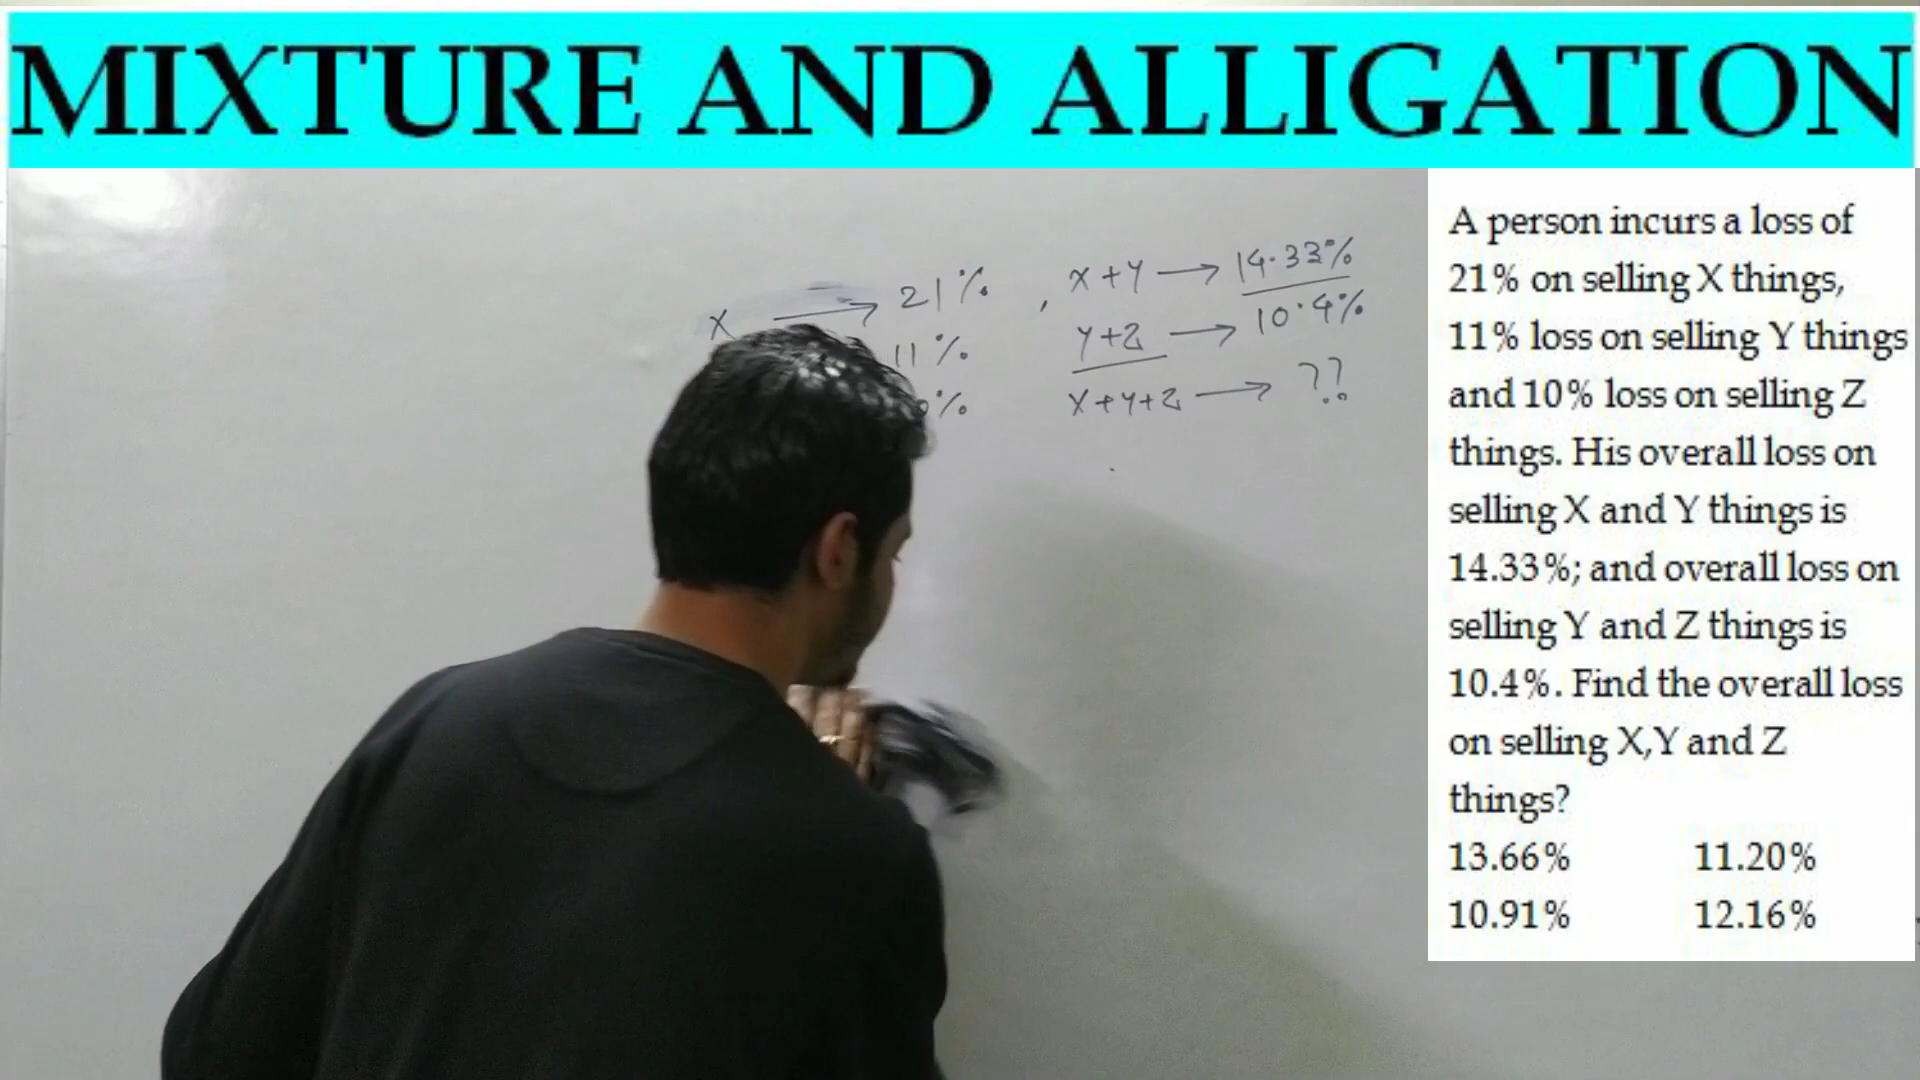 MIXTURE AND ALLIGATION
X → 21%
11%
0%
, X+Y → 14.33%
Y+Z → 10.4%
X+Y+Z → ??
A person incurs a loss of
21% on selling X things,
11% loss on selling Y things
and 10% loss on selling Z
things. His overall loss on
selling X and Y things is
14.33%; and overall loss on
selling Y and Z things is
10.4%. Find the overall loss
on selling X,Y and Z
things?
13.66% 11.20%
10.91% 12.16%